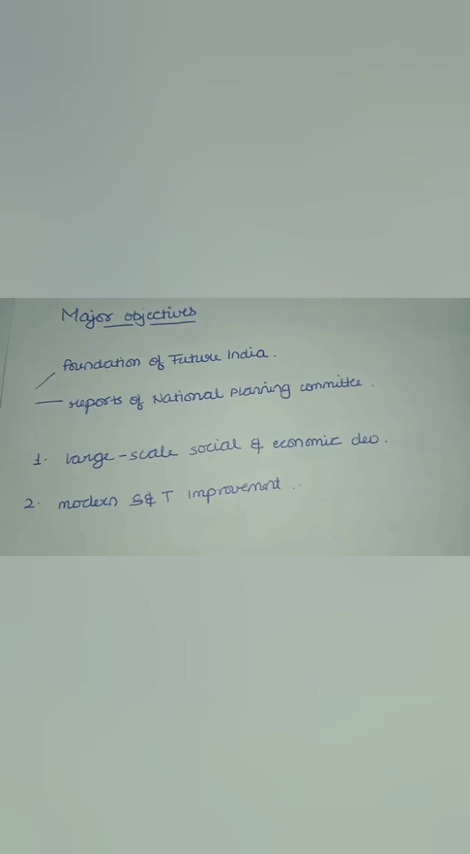 Major objectives
foundation of Future India.
reports of National Planning committee.
1. large-scale social & economic dev.
2. modern S&T improvement..